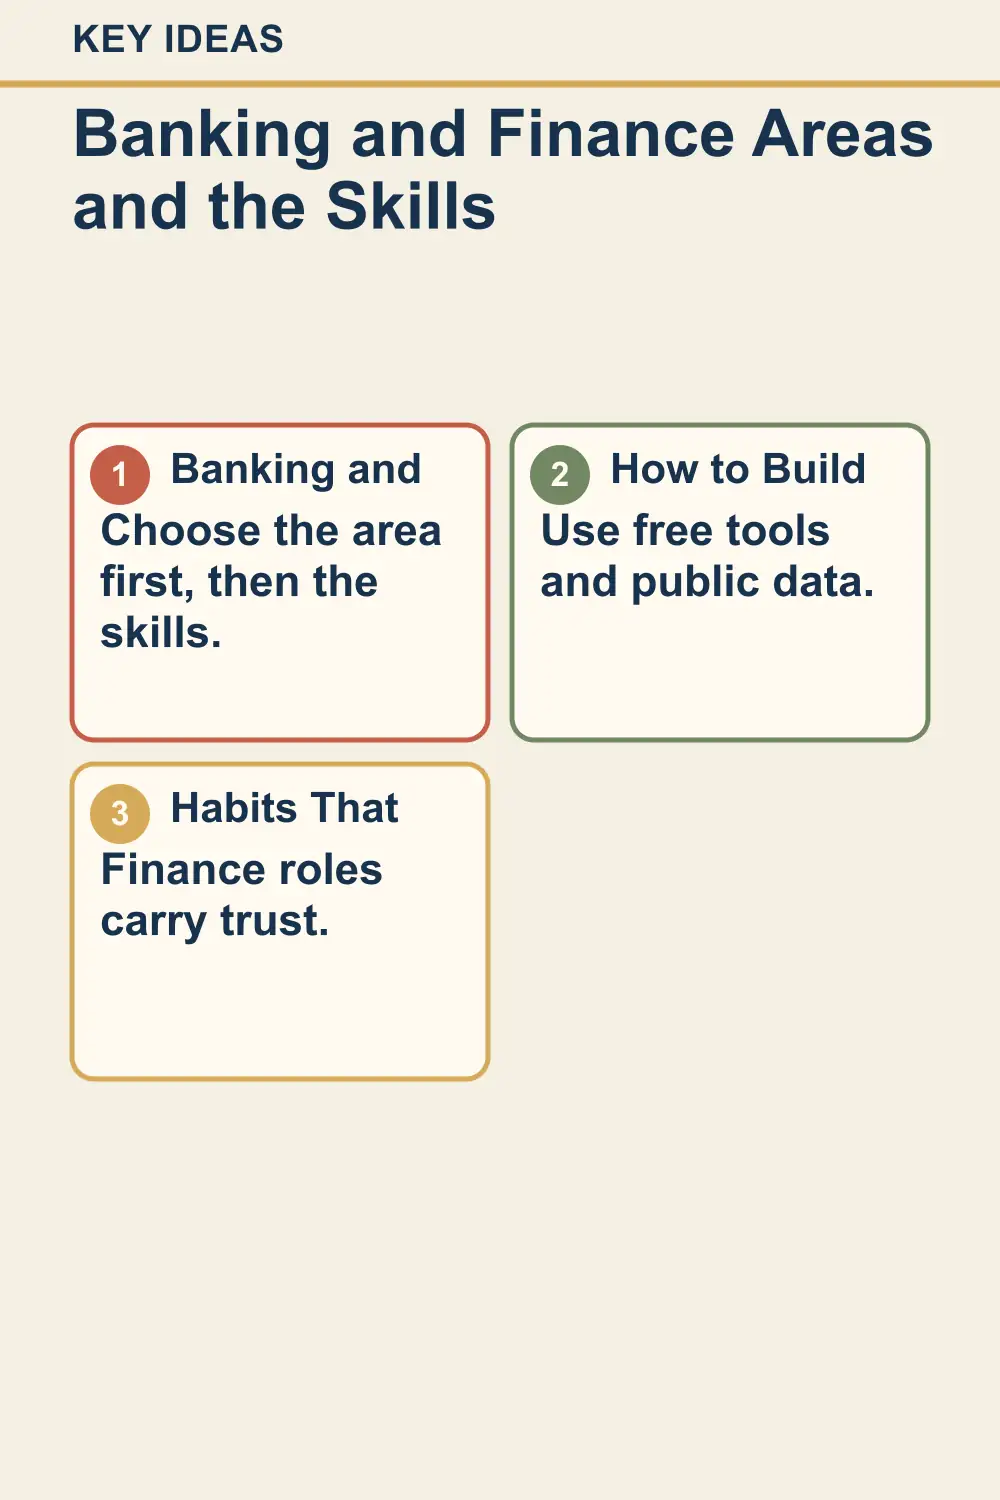 KEY IDEAS
Banking and Finance Areas
and the Skills
1 Banking and
Choose the area
first, then the
skills.
2 How to Build
Use free tools
and public data.
3 Habits That
Finance roles
carry trust.